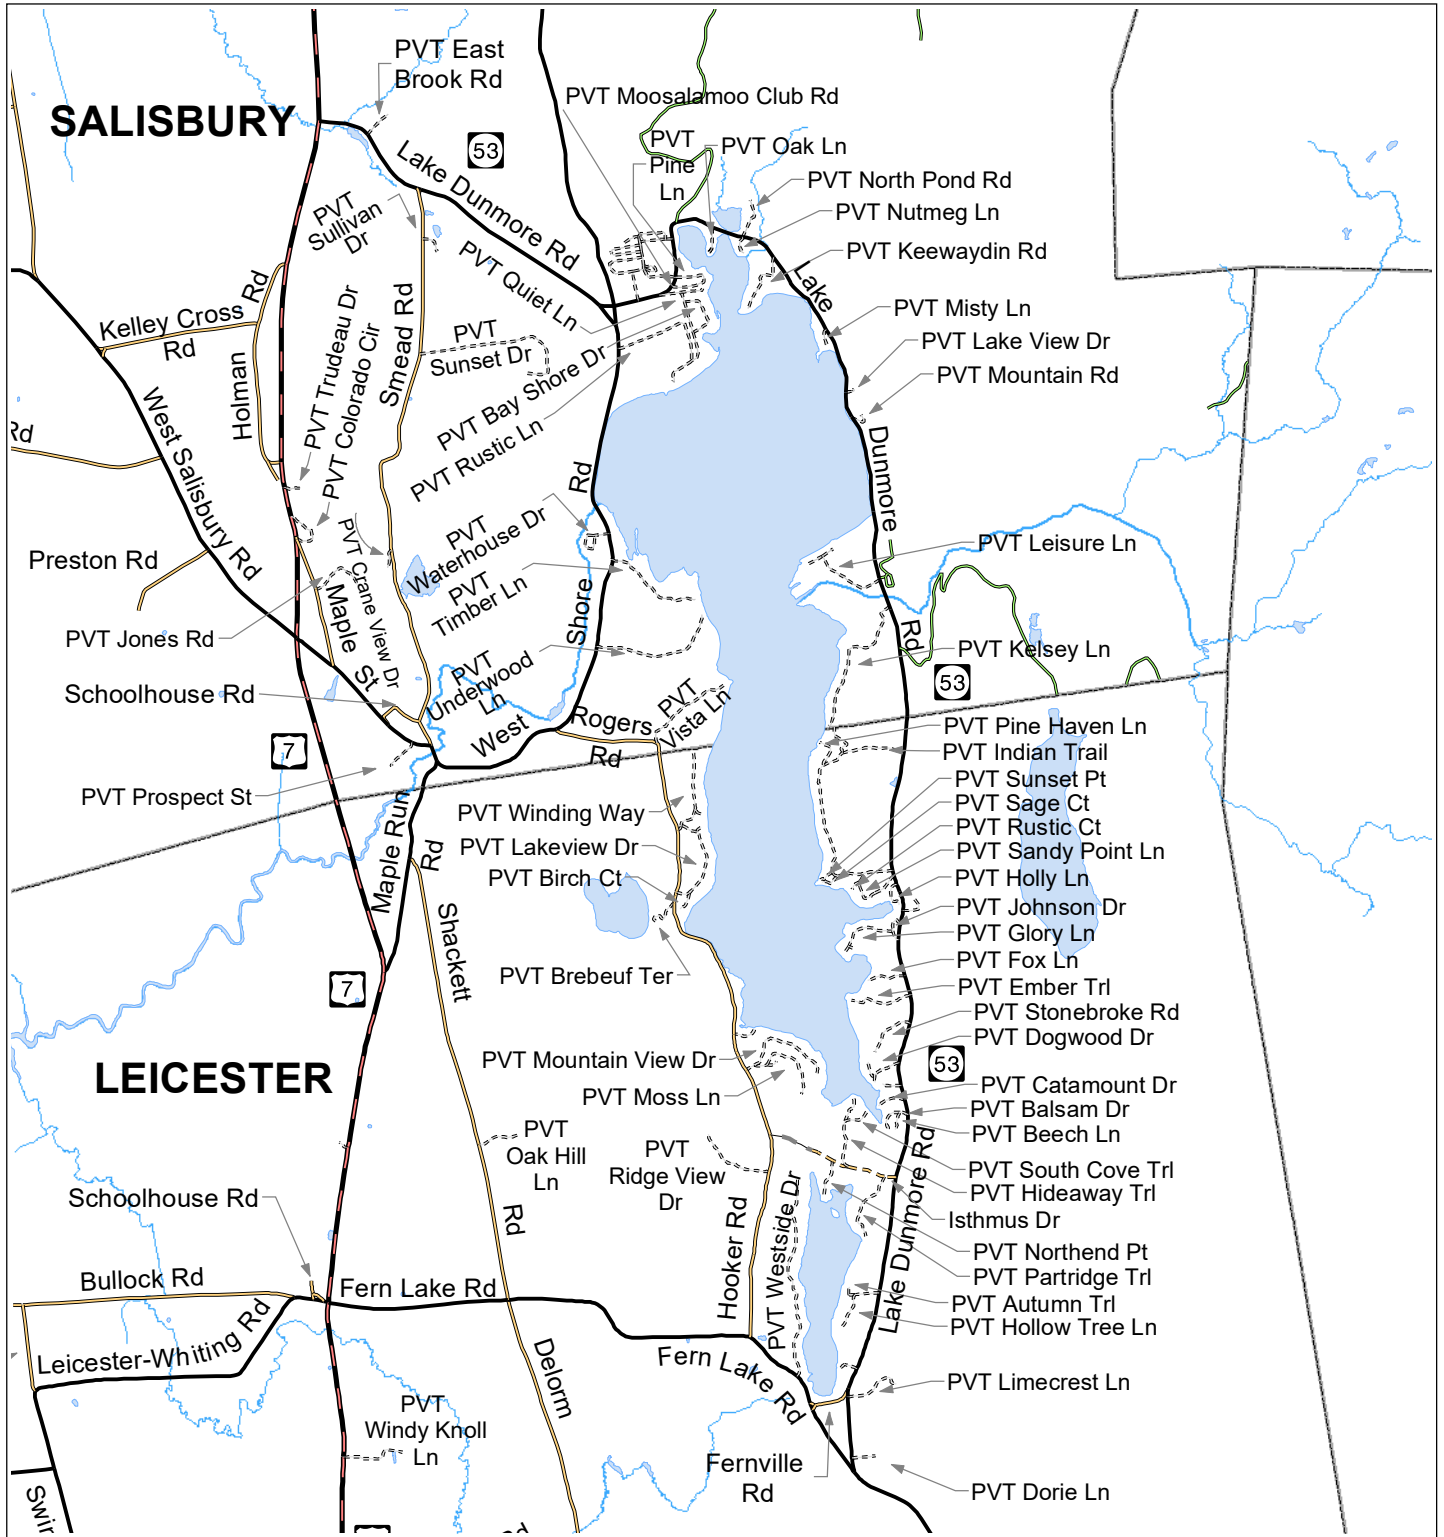 PVT East
Brook Rd
SALISBURY
53
Lake Dunmore Rd
PVT Moosalamoo Club Rd
PVT
Pine
Ln
PVT Oak Ln
PVT North Pond Rd
PVT Nutmeg Ln
PVT Keewaydin Rd
PVT
Sullivan
Dr
PVT Quiet Ln
Lake
Dunmore
Rd
PVT Misty Ln
PVT Lake View Dr
PVT Mountain Rd
Kelley Cross
Rd
Holman
Rd
PVT Trudeau Dr
PVT Colorado Cir
Smead Rd
PVT
Sunset Dr
PVT Bay Shore Dr
PVT Rustic Ln
Rd
West Salisbury Rd
Preston Rd
PVT Jones Rd
PVT Crane View Dr
Maple St
PVT
Waterhouse Dr
PVT
Timber Ln
PVT
Underwood
Ln
West
Shore
Rd
PVT Leisure Ln
PVT Kelsey Ln
53
Schoolhouse Rd
7
PVT Prospect St
Rogers
Rd
PVT
Vista Ln
PVT Pine Haven Ln
PVT Indian Trail
PVT Sunset Pt
PVT Sage Ct
PVT Rustic Ct
PVT Sandy Point Ln
PVT Holly Ln
PVT Johnson Dr
PVT Glory Ln
PVT Fox Ln
PVT Ember Trl
PVT Stonebroke Rd
PVT Dogwood Dr
Maple Run
Rd
PVT Winding Way
PVT Lakeview Dr
PVT Birch Ct
PVT Brebeuf Ter
Shackett
Rd
7
LEICESTER
PVT Mountain View Dr
PVT Moss Ln
53
PVT Catamount Dr
PVT Balsam Dr
PVT Beech Ln
PVT South Cove Trl
PVT Hideaway Trl
Isthmus Dr
PVT Northend Pt
PVT Partridge Trl
PVT Autumn Trl
PVT Hollow Tree Ln
PVT
Oak Hill
Ln
PVT
Ridge View
Dr
Hooker Rd
PVT Westside Dr
Lake Dunmore Rd
Schoolhouse Rd
Bullock Rd
Fern Lake Rd
Leicester-Whiting Rd
Delorm
Fern Lake Rd
PVT Limecrest Ln
PVT
Windy Knoll
Ln
Fernville
Rd
PVT Dorie Ln